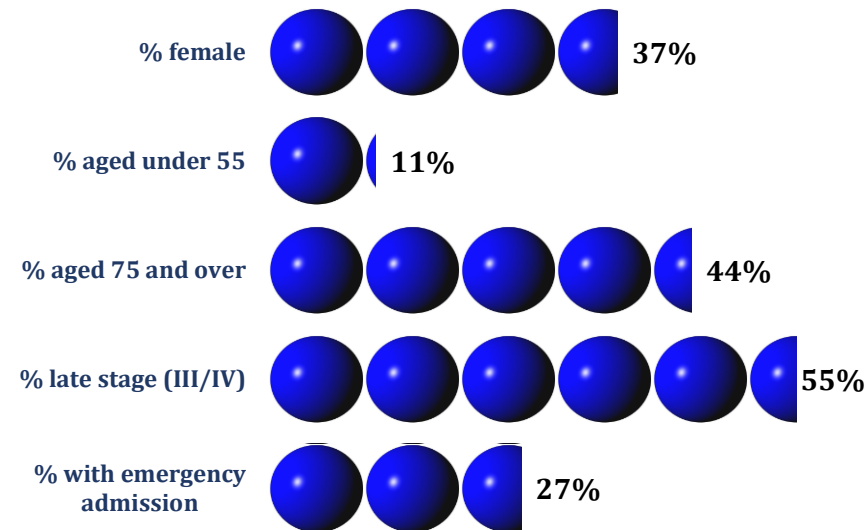 % female 37%
% aged under 55 11%
% aged 75 and over 44%
% late stage (III/IV) 55%
% with emergency
admission 27%